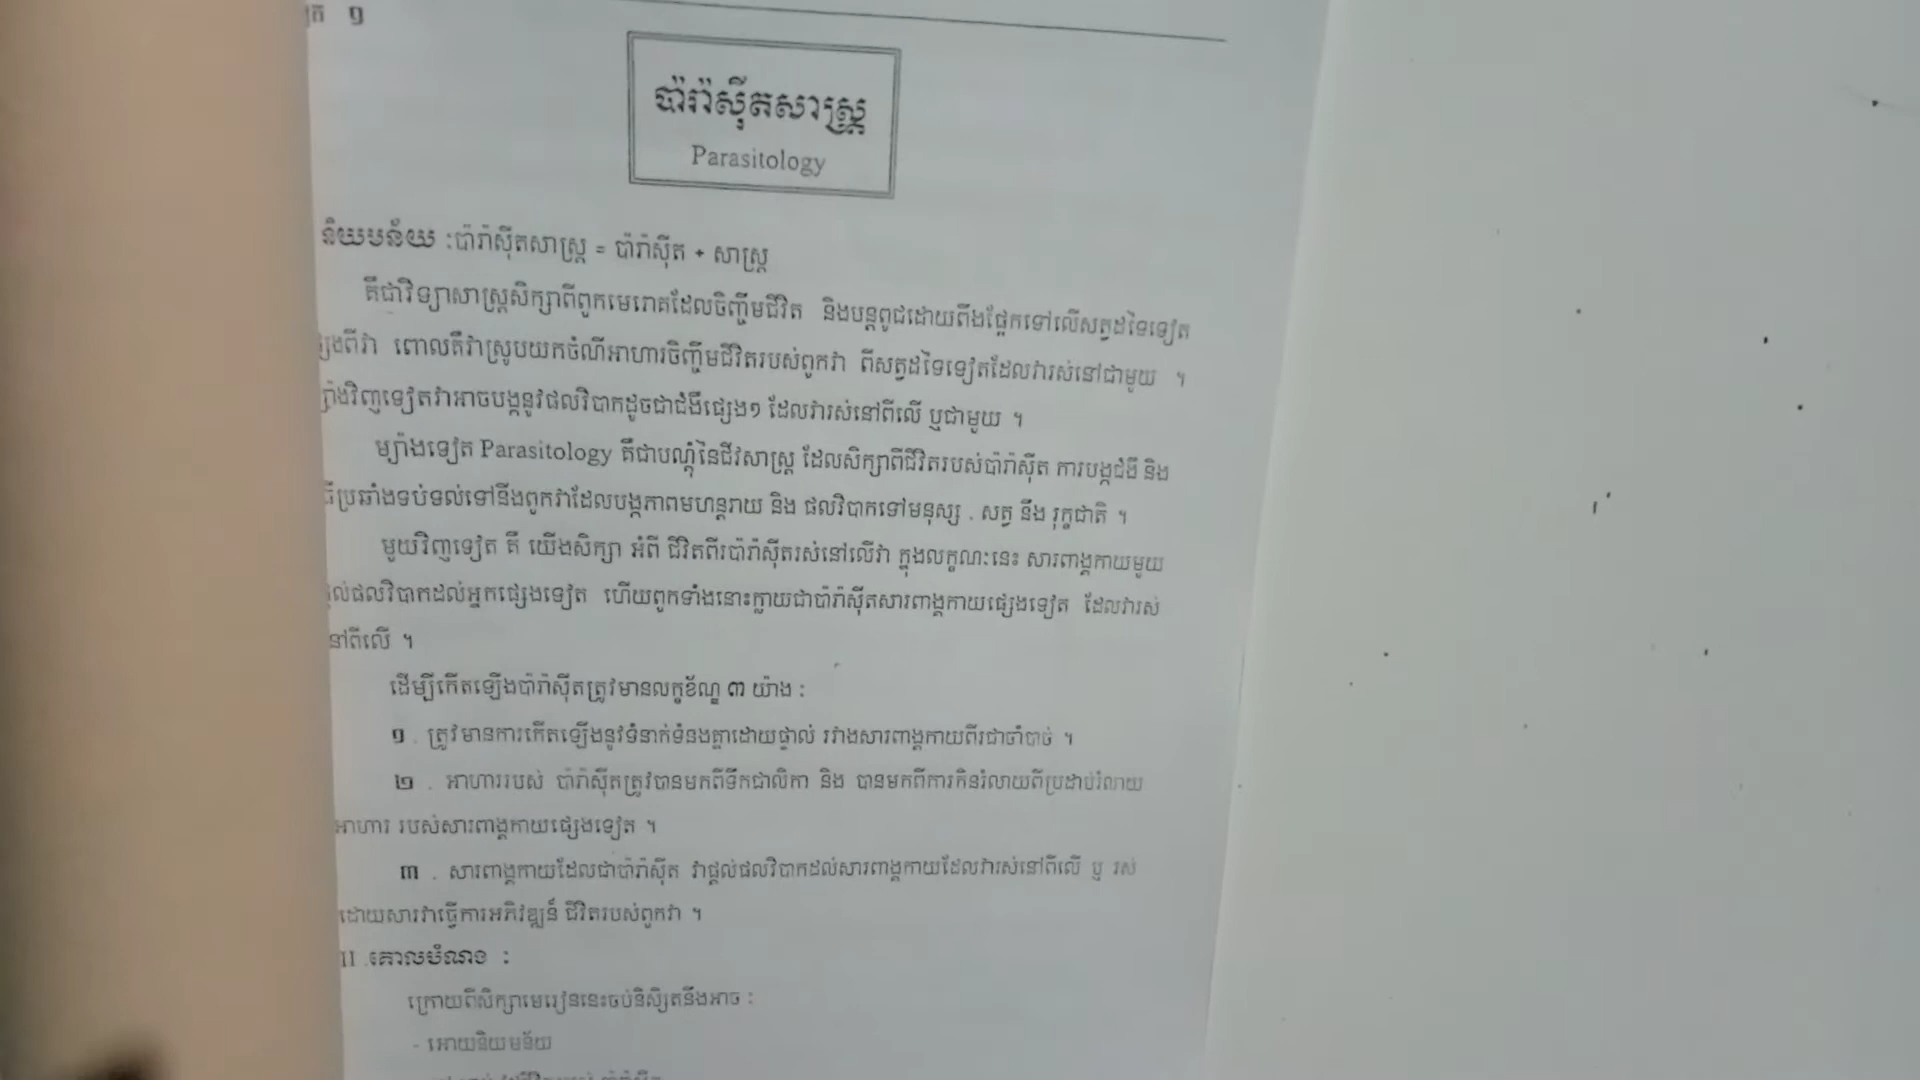 ១
ប៉ារ៉ាស៊ីតសាស្ត្រ
Parasitology
និយមន័យ :ប៉ារ៉ាស៊ីតសាស្ត្រ = ប៉ារ៉ាស៊ីត + សាស្ត្រ
គឺជាវិទ្យាសាស្ត្រសិក្សាពីពួកមេរោគដែលចិញ្ចឹមជីវិត និងបន្តពូជដោយពឹងផ្អែកទៅលើសត្វដទៃទៀត
ពីវា ពោលគឺវាស្រូបយកចំណីអាហារចិញ្ចឹមជីវិតរបស់ពួកវា ពីសត្វដទៃទៀតដែលវារស់នៅជាមួយ ។
វិញទៀតវាអាចបង្កនូវផលវិបាកដូចជាជំងឺផ្សេងៗ ដែលវារស់នៅពីលើ ឬជាមួយ ។
ម្យ៉ាងទៀត Parasitology គឺជាបណ្តុំនៃជីវសាស្ត្រ ដែលសិក្សាពីជីវិតរបស់ប៉ារ៉ាស៊ីត ការបង្កជំងឺ និង
ប្រឆាំងទប់ទល់ទៅនឹងពួកវាដែលបង្កភាពមហន្តរាយ និង ផលវិបាកទៅមនុស្ស . សត្វ នឹង រុក្ខជាតិ ។
មួយវិញទៀត គឺ យើងសិក្សា អំពី ជីវិតពីរប៉ារ៉ាស៊ីតរស់នៅលើវា ក្នុងលក្ខណៈនេះ សារពាង្គកាយមួយ
ផលវិបាកដល់អ្នកផ្សេងទៀត ហើយពួកទាំងនោះក្លាយជាប៉ារ៉ាស៊ីតសារពាង្គកាយផ្សេងទៀត ដែលវារស់
នៅពីលើ ។
ដើម្បីកើតឡើងប៉ារ៉ាស៊ីតត្រូវមានលក្ខខ័ណ្ឌ ៣ យ៉ាង :
១ . ត្រូវមានការកើតឡើងនូវទំនាក់ទំនងគ្នាដោយផ្ទាល់ រវាងសារពាង្គកាយពីរជាចាំបាច់ ។
២ . អាហាររបស់ ប៉ារ៉ាស៊ីតត្រូវបានមកពីទឹកជាលិកា និង បានមកពីការកិនរំលាយពីប្រដាប់រំលាយ
អាហារ របស់សារពាង្គកាយផ្សេងទៀត ។
៣ . សារពាង្គកាយដែលជាប៉ារ៉ាស៊ីត វាផ្តល់ផលវិបាកដល់សារពាង្គកាយដែលវារស់នៅពីលើ ឬ រស់
ដោយសារវាធ្វើការអភិវឌ្ឍន៍ ជីវិតរបស់ពួកវា ។
II .គោលបំណង :
ក្រោយពីសិក្សាមេរៀននេះចប់និស្សិតនឹងអាច :
- អោយនិយមន័យ